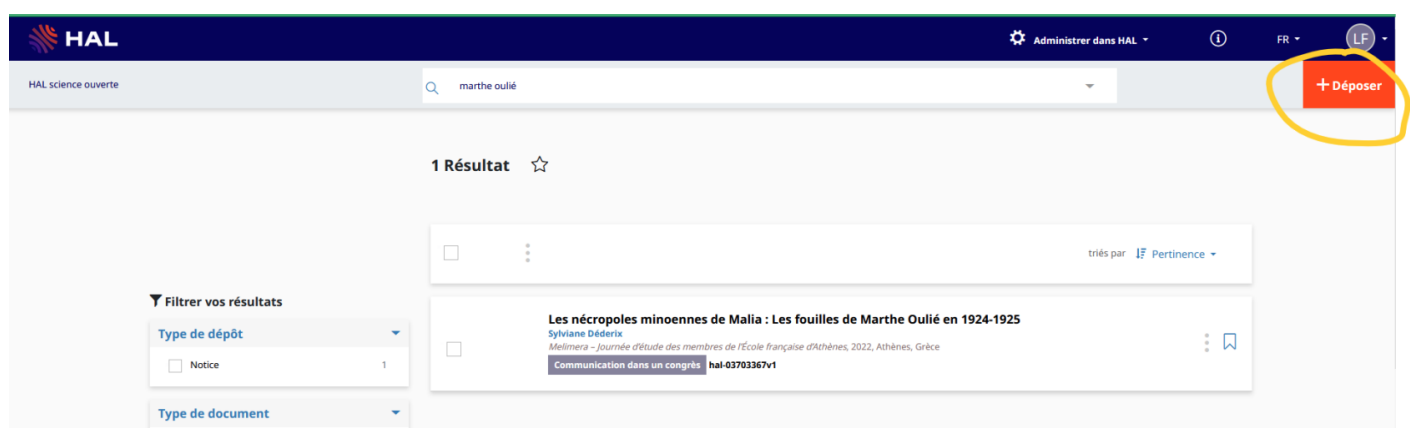 HAL
Administrer dans HAL
FR
LF
HAL science ouverte
marthe oulié
+ Déposer
1 Résultat
triés par Pertinence
Filtrer vos résultats
Type de dépôt
Notice 1
Type de document
Les nécropoles minoennes de Malia : Les fouilles de Marthe Oulié en 1924-1925
Sylviane Déderix
Melimera – Journée d'étude des membres de l'École française d'Athènes, 2022, Athènes, Grèce
Communication dans un congrès hal-03703367v1